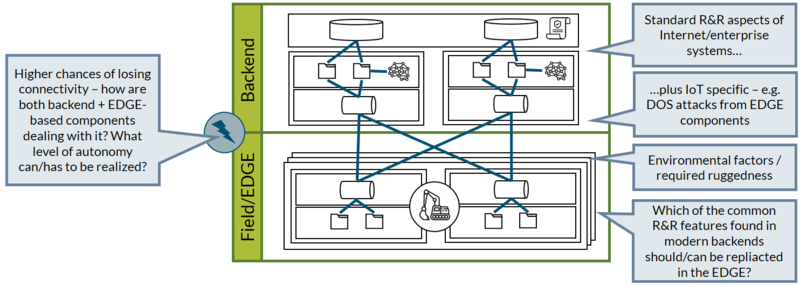 Higher chances of losing
connectivity – how are
both backend + EDGE-
based components
dealing with it? What
level of autonomy
can/has to be realized?
Backend
Field/EDGE
Standard R&R aspects of
Internet/enterprise
systems…
…plus IoT specific – e.g.
DOS attacks from EDGE
components
Environmental factors /
required ruggedness
Which of the common
R&R features found in
modern backends
should/can be repliacted
in the EDGE?